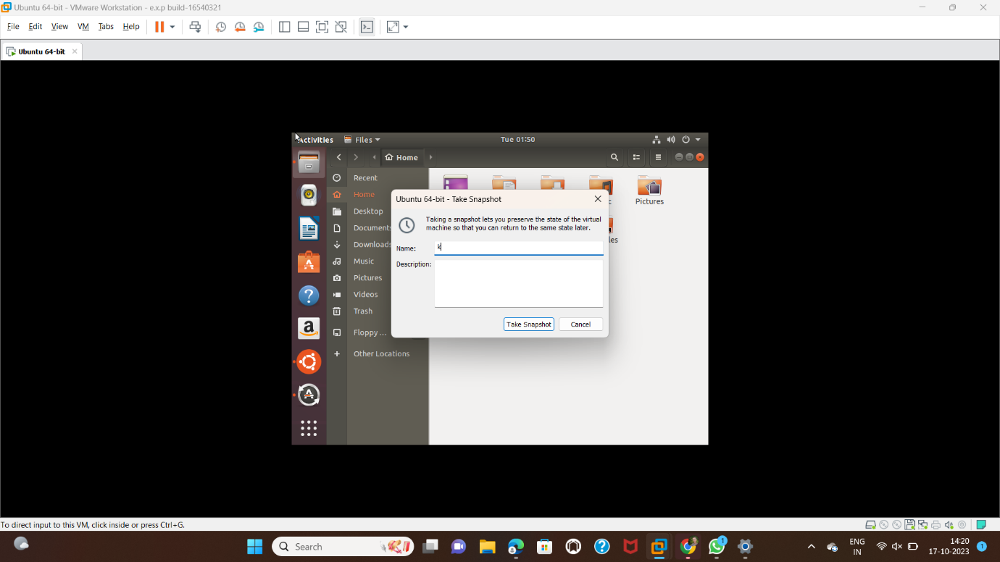 Ubuntu 64-bit - VMware Workstation - e.x.p build-16540321
File Edit View VM Tabs Help
Ubuntu 64-bit
Activities Files Tue 01:50
Home
Recent
Home
Desktop
Documents
Downloads
Music
Pictures
Videos
Trash
Floppy ...
Other Locations
Pictures
Ubuntu 64-bit - Take Snapshot
Taking a snapshot lets you preserve the state of the virtual
machine so that you can return to the same state later.
Name: k
Description:
Take Snapshot Cancel
To direct input to this VM, click inside or press Ctrl+G.
Search
ENG
IN
14:20
17-10-2023
1
1